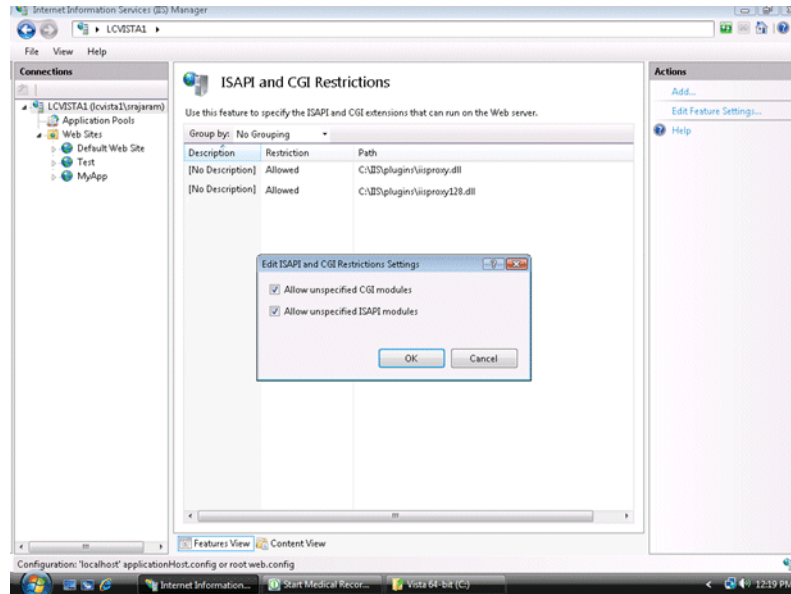 Internet Information Services (IIS) Manager
LCVISTA1
File View Help
Connections
LCVISTA1 (lcvista1\srajaram)
Application Pools
Web Sites
Default Web Site
Test
MyApp
ISAPI and CGI Restrictions
Use this feature to specify the ISAPI and CGI extensions that can run on the Web server.
Group by: No Grouping
Description Restriction Path
[No Description] Allowed C:\IIS\plugins\iisproxy.dll
[No Description] Allowed C:\IIS\plugins\iisproxy128.dll
Edit ISAPI and CGI Restrictions Settings
Allow unspecified CGI modules
Allow unspecified ISAPI modules
OK Cancel
Features View Content View
Actions
Add...
Edit Feature Settings...
Help
Configuration: 'localhost' applicationHost.config or root web.config
Internet Information... Start Medical Recor... Vista 64-bit (C:) 12:19 PM